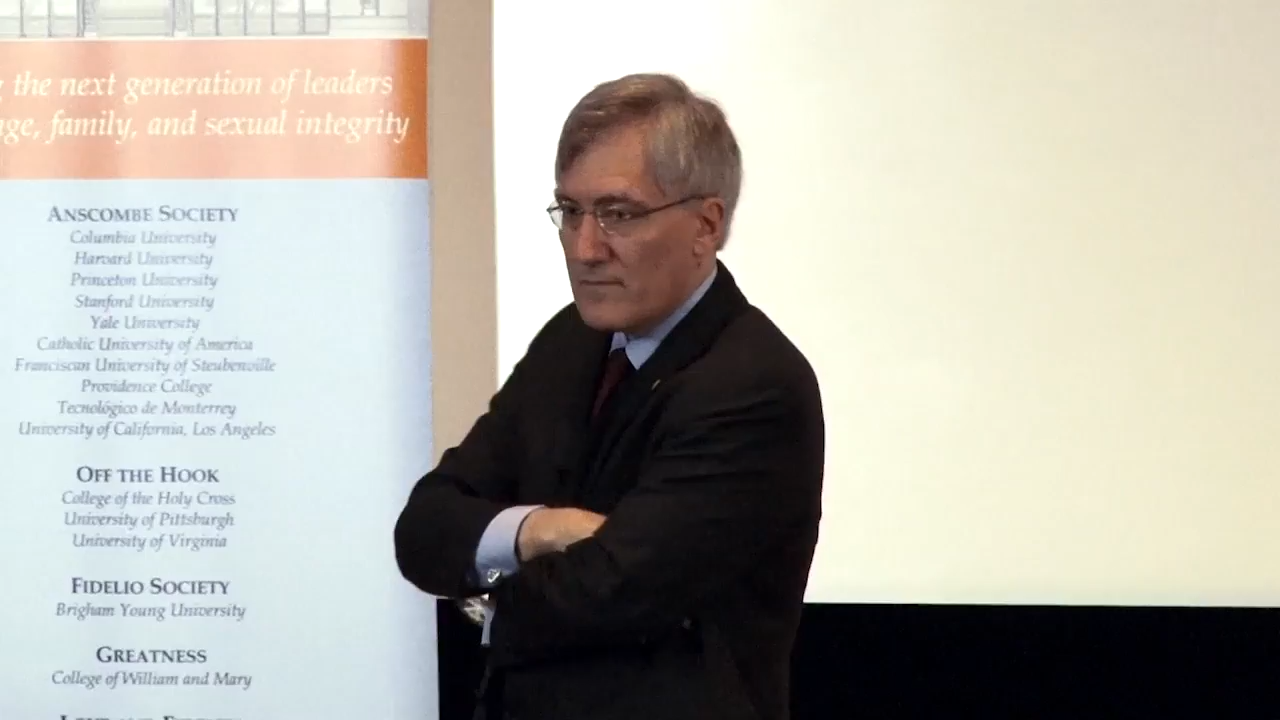 the next generation of leaders
family, and sexual integrity
ANSCOMBE SOCIETY
Columbia University
Harvard University
Princeton University
Stanford University
Yale University
Catholic University of America
Franciscan University of Steubenville
Providence College
Tecnológico de Monterrey
University of California, Los Angeles
OFF THE HOOK
College of the Holy Cross
University of Pittsburgh
University of Virginia
FIDELIO SOCIETY
Brigham Young University
GREATNESS
College of William and Mary